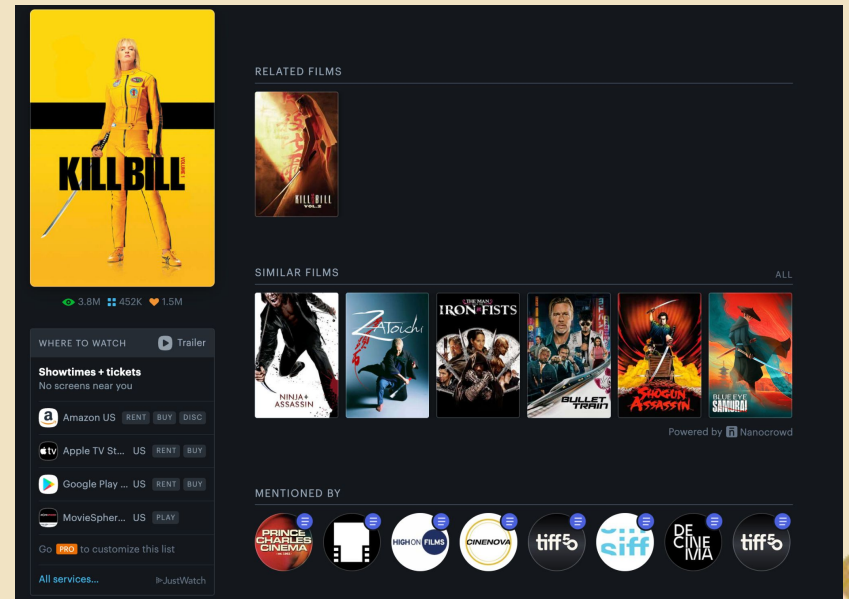 KILL BILL
VOLUME 1
3.8M 452K 1.5M
WHERE TO WATCH Trailer
Showtimes + tickets
No screens near you
a Amazon US RENT BUY DISC
tv Apple TV St... US RENT BUY
Google Play ... US RENT BUY
MovieSpher... US PLAY
Go PRO to customize this list
All services... JustWatch
RELATED FILMS
KILL BILL
VOL.2
SIMILAR FILMS ALL
NINJA
ASSASSIN
ZATOICHI
THE MAN
IRON FISTS
BULLET
TRAIN
SHOGUN
ASSASSIN
BLUE EYE
SAMURAI
Powered by n Nanocrowd
MENTIONED BY
PRINCE
CHARLES
CINEMA
HIGH ON FILMS
CINENOVA
tiff50
siff
DE
CINE
MA
tiff50